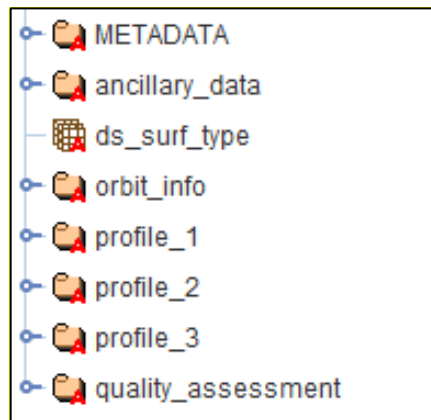 METADATA
ancillary_data
ds_surf_type
orbit_info
profile_1
profile_2
profile_3
quality_assessment